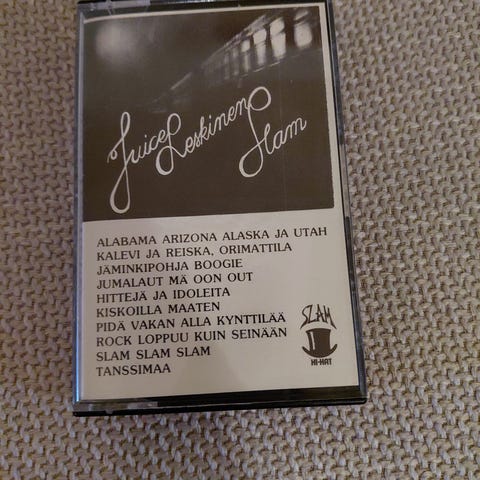 Juice Leskinen
Slam
ALABAMA ARIZONA ALASKA JA UTAH
KALEVI JA REISKA, ORIMATTILA
JÄMINKIPOHJA BOOGIE
JUMALAUT MÄ OON OUT
HITTEJÄ JA IDOLEITA
KISKOILLA MAATEN
PIDÄ VAKAN ALLA KYNTTILÄÄ
ROCK LOPPUU KUIN SEINÄÄN
SLAM SLAM SLAM
TANSSIMAA
SLAM
HI-HAT